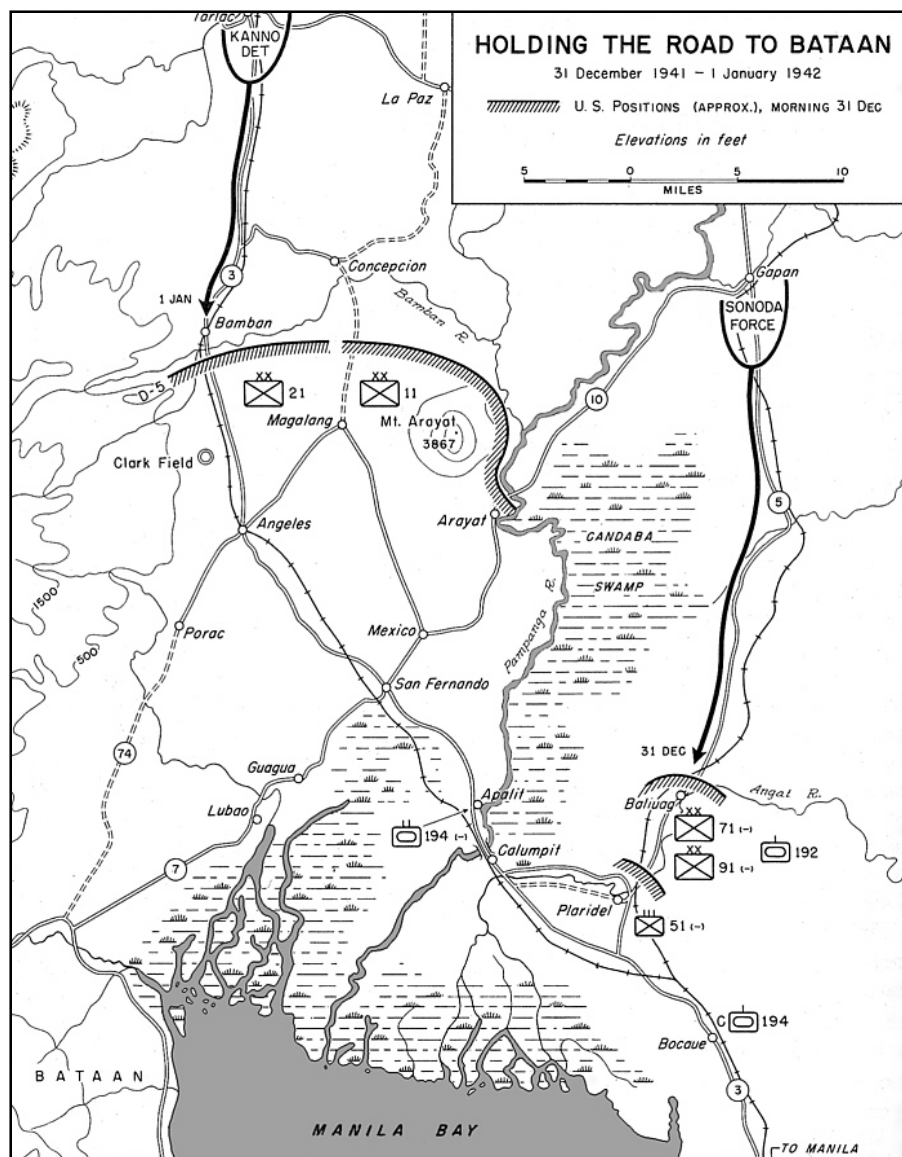 Tarlac
KANNO
DET
HOLDING THE ROAD TO BATAAN
31 December 1941 – 1 January 1942
U.S. POSITIONS (APPROX.), MORNING 31 DEC
Elevations in feet
5 0 5 10
MILES
La Paz
Concepcion
3
1 JAN
Bamban
Bamban R.
Gapan
SONODA
FORCE
D-5
XX
21
XX
11
10
Magalang
Mt. Arayat
3867
Clark Field
Arayat
5
Angeles
CANDABA
SWAMP
1500
500
Porac
Mexico
Pampanga R.
San Fernando
74
31 DEC
Guagua
Angat R.
Lubao
Apalit
Baliuag
XX
71 (-)
194 (-)
192
XX
91 (-)
Calumpit
7
Plaridel
51 (-)
C 194
Bocaue
BATAAN
3
MANILA BAY
TO MANILA